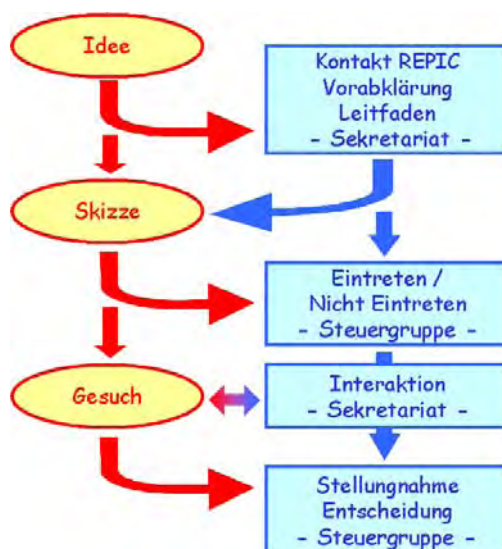 Idee
Kontakt REPIC
Vorabklärung
Leitfaden
- Sekretariat -
Skizze
Eintreten /
Nicht Eintreten
- Steuergruppe -
Gesuch
Interaktion
- Sekretariat -
Stellungnahme
Entscheidung
- Steuergruppe -